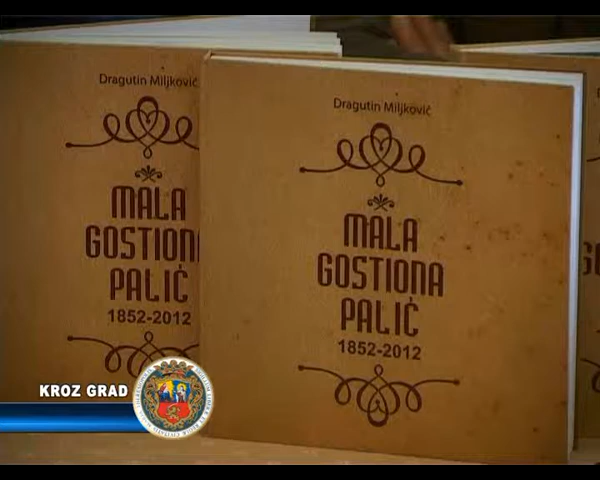 Dragutin Miljković
MALA
GOSTIONA
PALIĆ
1852-2012
Dragutin Miljković
MALA
GOSTIONA
PALIĆ
1852-2012
KROZ GRAD